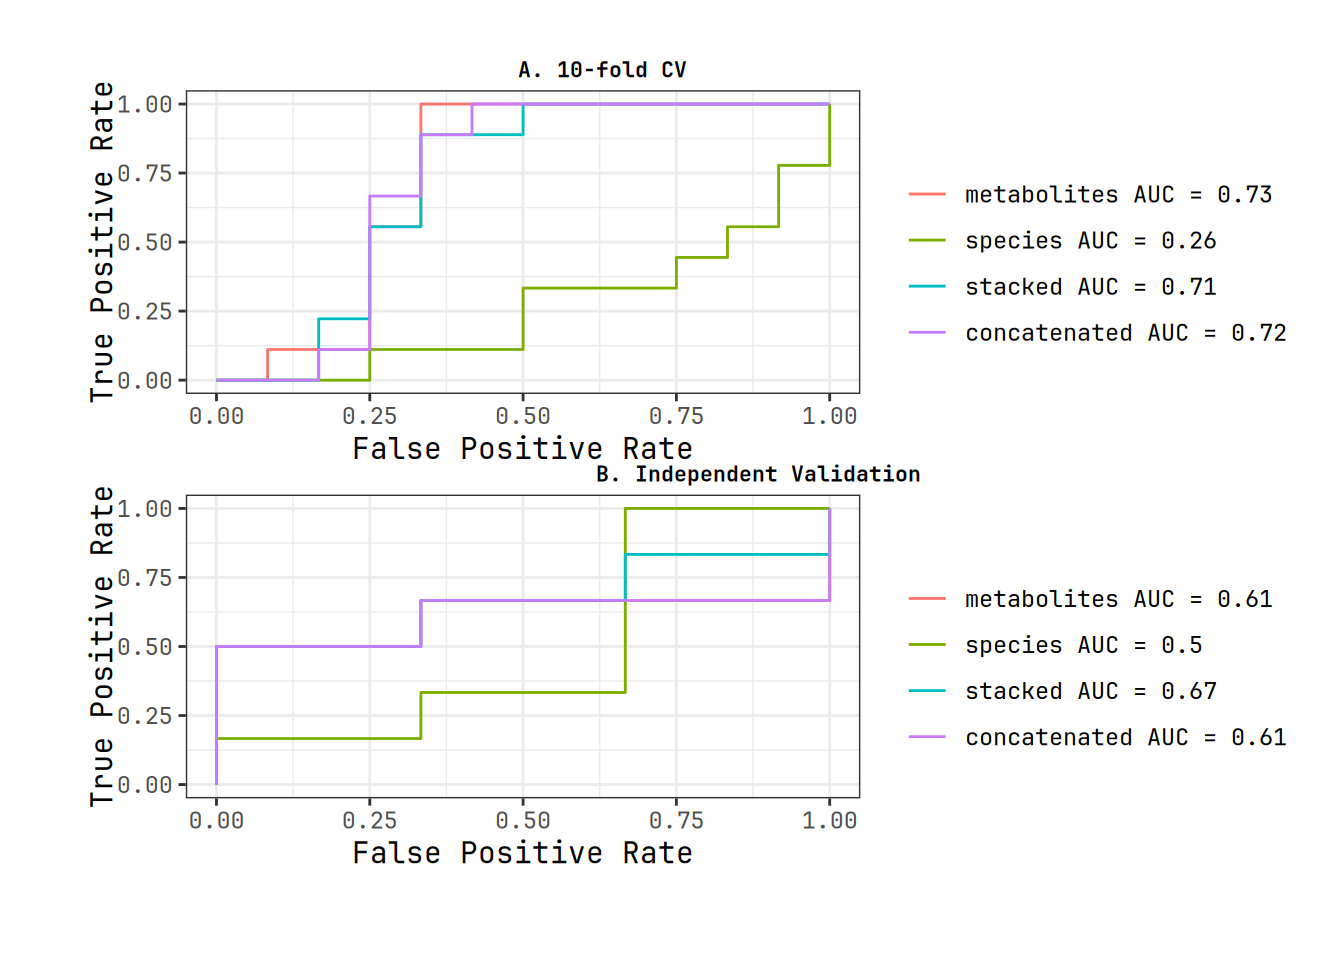 A. 10-fold CV
True Positive Rate
1.00
0.75
0.50
0.25
0.00
0.00 0.25 0.50 0.75 1.00
False Positive Rate
metabolites AUC = 0.73
species AUC = 0.26
stacked AUC = 0.71
concatenated AUC = 0.72
B. Independent Validation
True Positive Rate
1.00
0.75
0.50
0.25
0.00
0.00 0.25 0.50 0.75 1.00
False Positive Rate
metabolites AUC = 0.61
species AUC = 0.5
stacked AUC = 0.67
concatenated AUC = 0.61